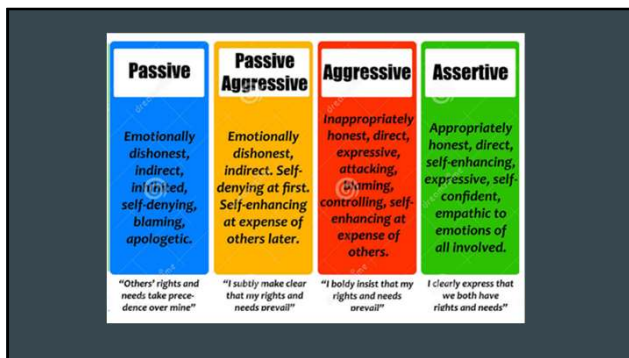 Passive
Emotionally
dishonest,
indirect,
inhibited,
self-denying,
blaming,
apologetic.
“Others’ rights and
needs take prece-
dence over mine”
Passive
Aggressive
Emotionally
dishonest,
indirect. Self-
denying at first.
Self-enhancing
at expense of
others later.
“I subtly make clear
that my rights and
needs prevail”
Aggressive
Inappropriately
honest, direct,
expressive,
attacking,
blaming,
controlling, self-
enhancing at
expense of
others.
“I boldy insist that my
rights and needs
prevail”
Assertive
Appropriately
honest, direct,
self-enhancing,
expressive, self-
confident,
empathic to
emotions of
all involved.
I clearly express that
we both have
rights and needs”